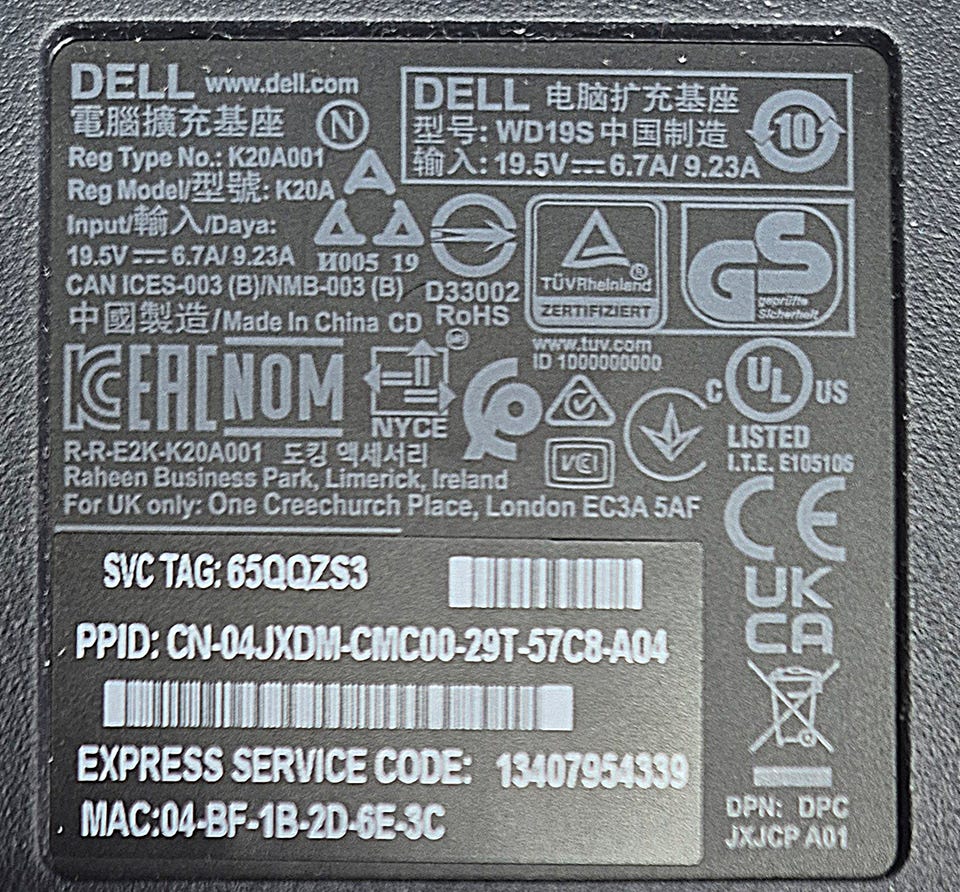 DELL www.dell.com
電腦擴充基座 N
Reg Type No.: K20A001
Reg Model/型號: K20A
Input/輸入/Daya:
19.5V⎓ 6.7A/ 9.23A
CAN ICES-003 (B)/NMB-003 (B)
中國製造/Made In China CD
H005 19
D33002
RoHS
DELL 电脑扩充基座
型号: WD19S 中国制造
输入: 19.5V⎓ 6.7A/ 9.23A
10
TÜVRheinland
ZERTIFIZIERT
GS
geprüfte
Sicherheit
www.tuv.com
ID 1000000000
KC EAC NOM
NYCE
VCI
C UL US
LISTED
I.T.E. E105106
R-R-E2K-K20A001 도킹 액세서리
Raheen Business Park, Limerick, Ireland
For UK only: One Creechurch Place, London EC3A 5AF
CE
UK
CA
SVC TAG: 65QQZS3
PPID: CN-04JXDM-CMC00-29T-57C8-A04
EXPRESS SERVICE CODE: 13407954339
MAC:04-BF-1B-2D-6E-3C
DPN: DPC
JXJCP A01